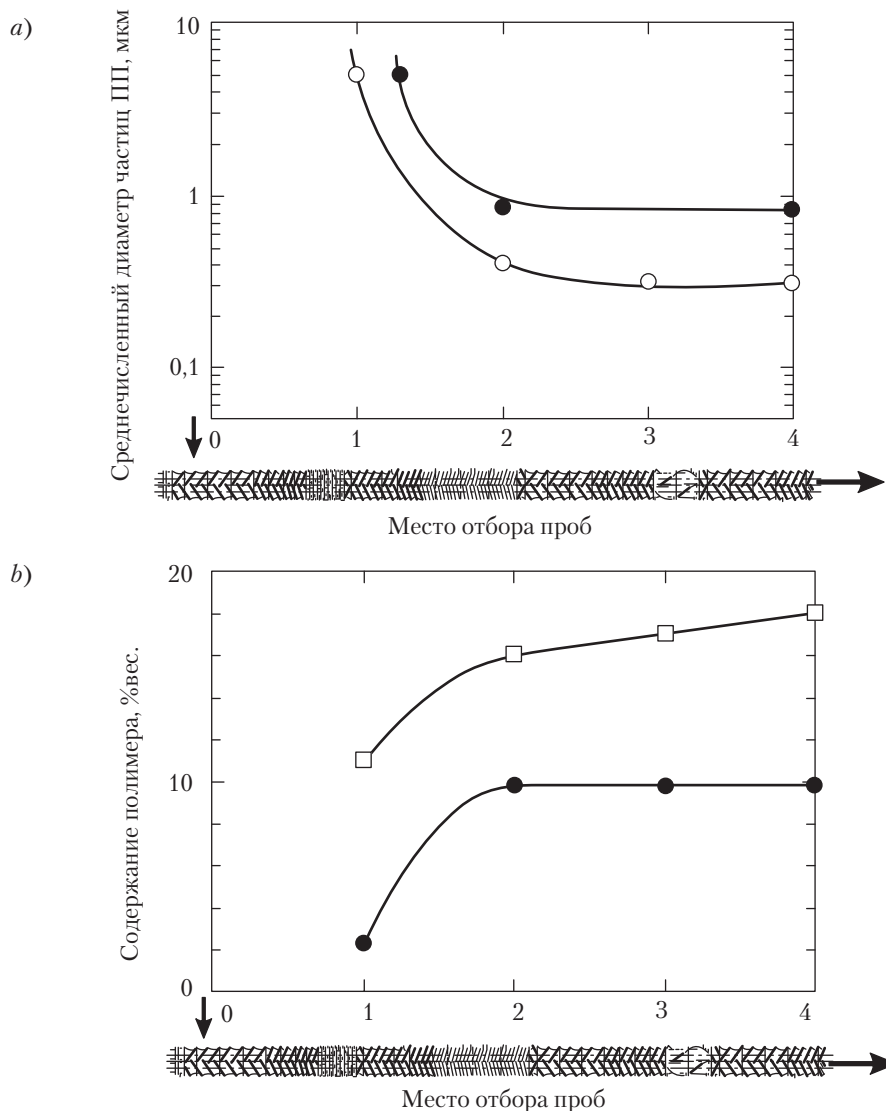 a)
Среднечисленный диаметр частиц ПП, мкм
10
1
0,1
0 1 2 3 4
Место отбора проб
b)
Содержание полимера, %вес.
20
10
0
0 1 2 3 4
Место отбора проб